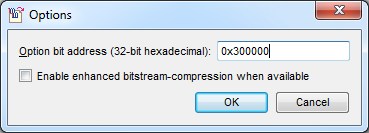 Options
Option bit address (32-bit hexadecimal): 0x300000
Enable enhanced bitstream-compression when available
OK Cancel